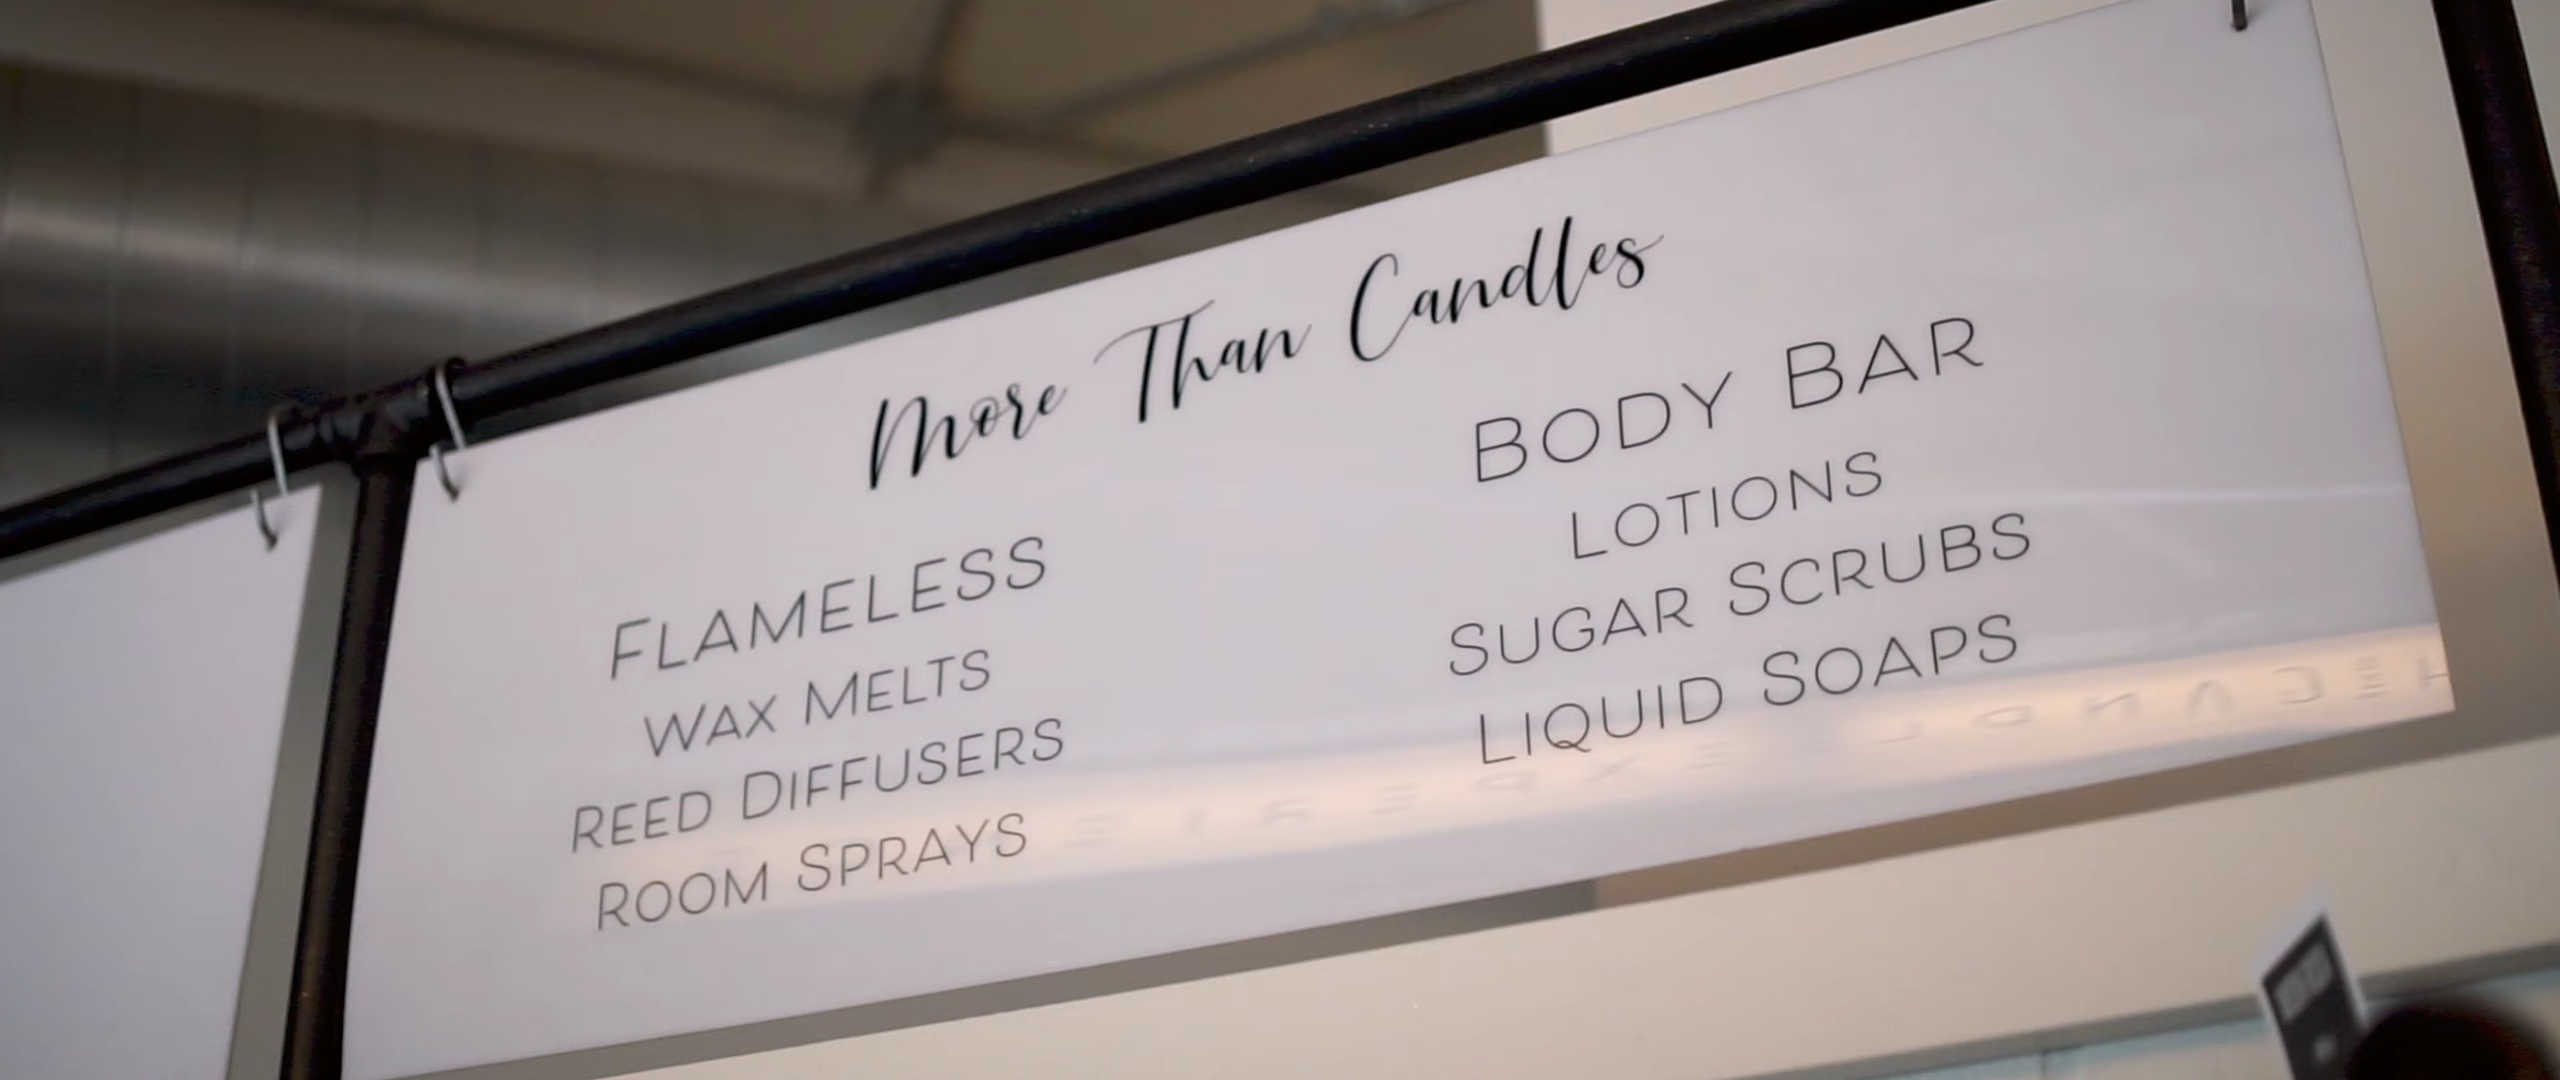 More Than Candles
FLAMELESS
WAX MELTS
REED DIFFUSERS
ROOM SPRAYS
BODY BAR
LOTIONS
SUGAR SCRUBS
LIQUID SOAPS